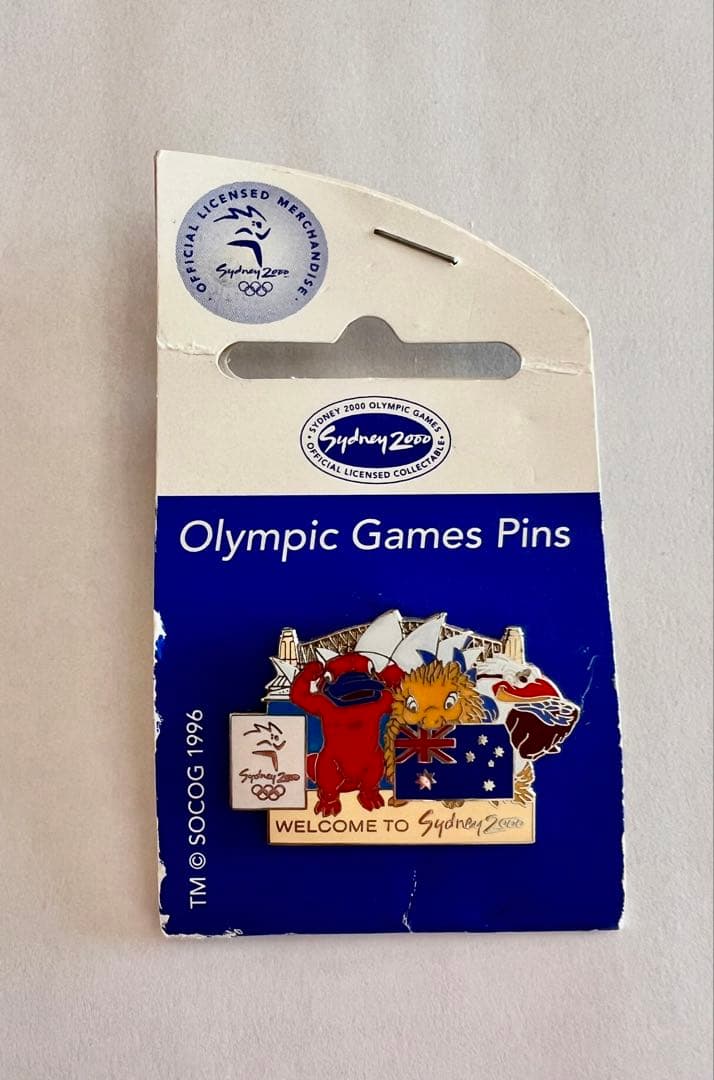 · OFFICIAL LICENSED MERCHANDISE ·
Sydney 2000
· SYDNEY 2000 OLYMPIC GAMES ·
Sydney 2000
OFFICIAL LICENSED COLLECTABLE
Olympic Games Pins
Sydney 2000
WELCOME TO Sydney 2000
TM © SOCOG 1996